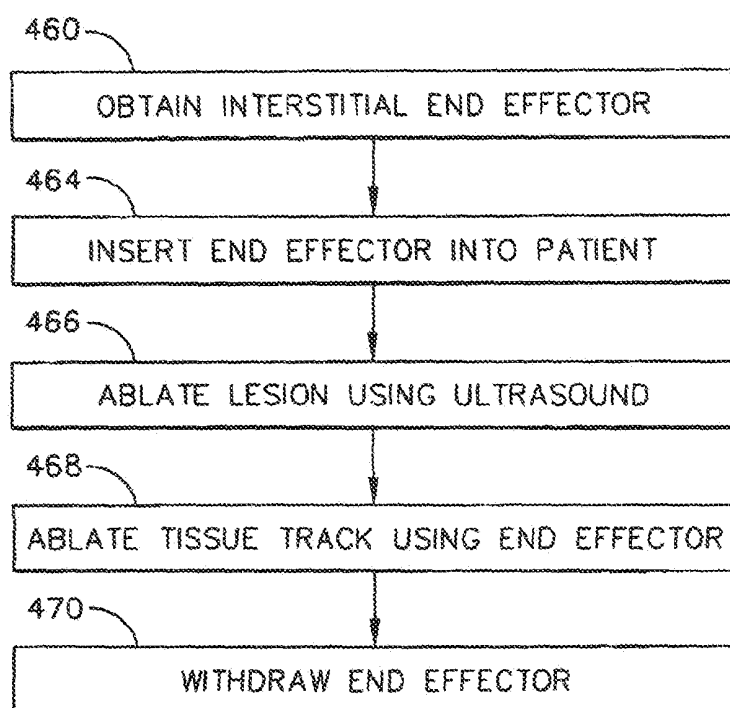 460
OBTAIN INTERSTITIAL END EFFECTOR
464
INSERT END EFFECTOR INTO PATIENT
466
ABLATE LESION USING ULTRASOUND
468
ABLATE TISSUE TRACK USING END EFFECTOR
470
WITHDRAW END EFFECTOR